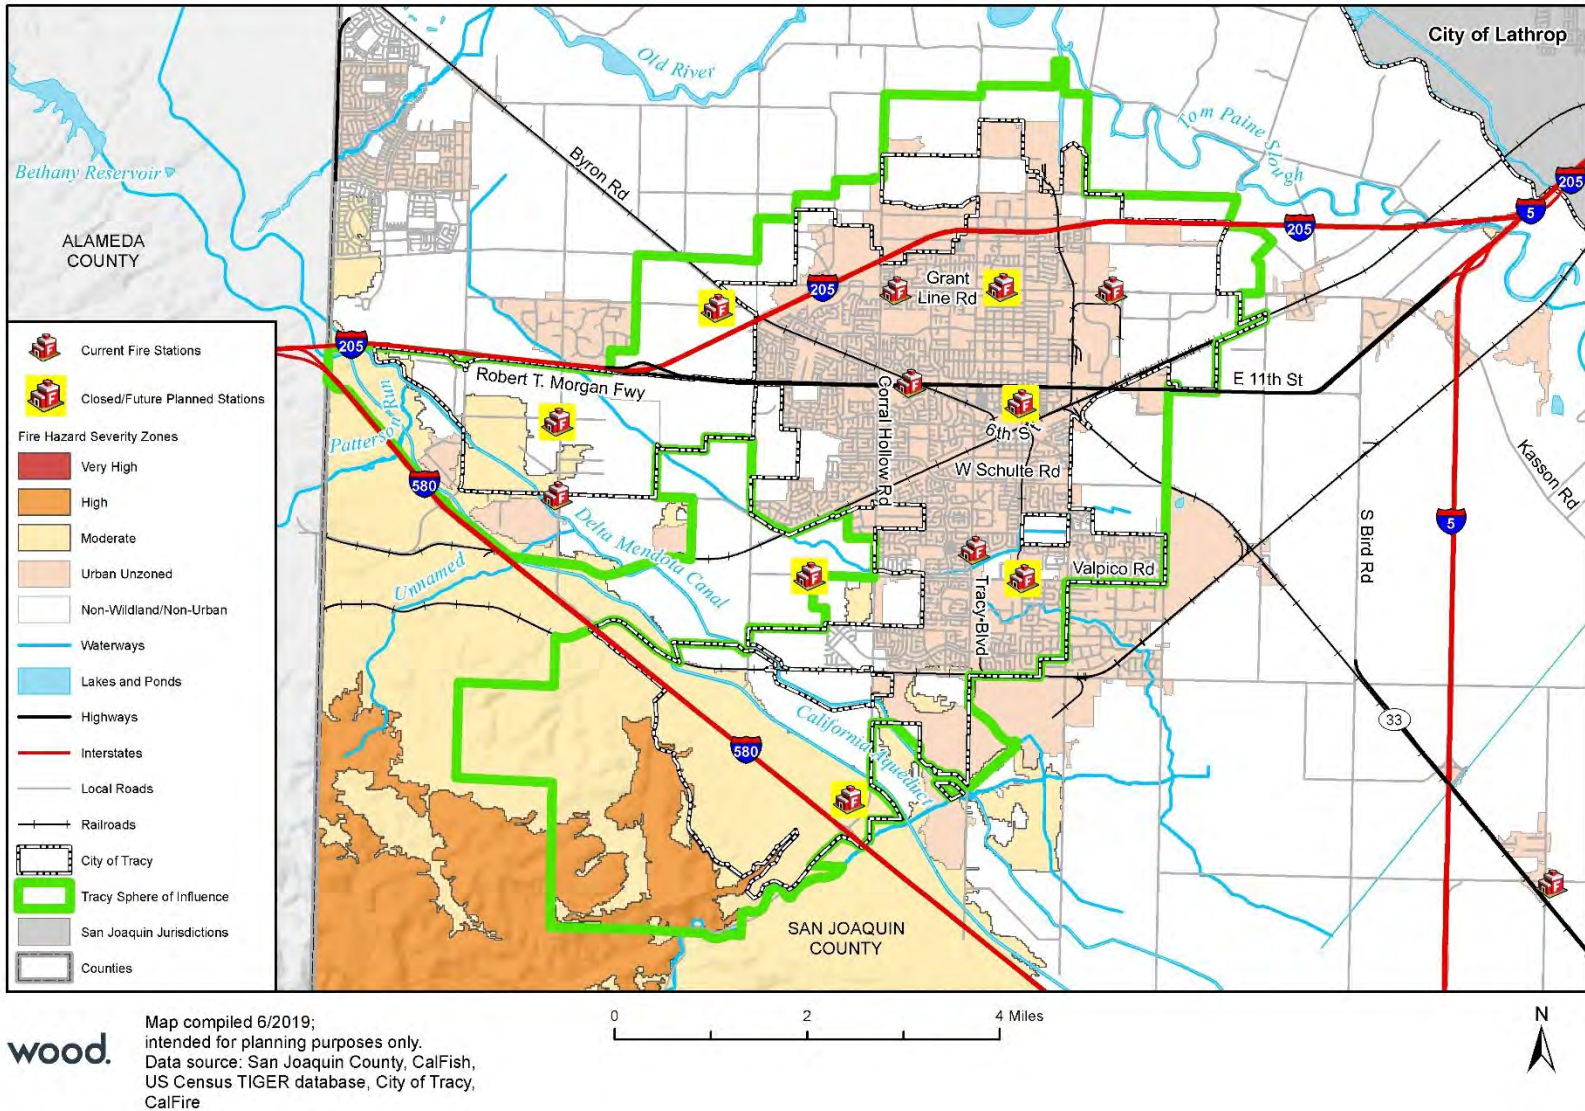 City of Lathrop
Old River
Tom Paine Slough
Bethany Reservoir
Byron Rd
205
5
205
ALAMEDA
COUNTY
205
Grant
Line Rd
205
Robert T. Morgan Fwy
E 11th St
Corral Hollow Rd
6th St
W Schulte Rd
Patterson Run
580
Kasson Rd
S Bird Rd
5
Delta Mendota Canal
Unnamed
Valpico Rd
Tracy Blvd
California Aqueduct
580
33
SAN JOAQUIN
COUNTY
Current Fire Stations
Closed/Future Planned Stations
Fire Hazard Severity Zones
Very High
High
Moderate
Urban Unzoned
Non-Wildland/Non-Urban
Waterways
Lakes and Ponds
Highways
Interstates
Local Roads
Railroads
City of Tracy
Tracy Sphere of Influence
San Joaquin Jurisdictions
Counties
wood.
Map compiled 6/2019;
intended for planning purposes only.
Data source: San Joaquin County, CalFish,
US Census TIGER database, City of Tracy,
CalFire
0 2 4 Miles
N